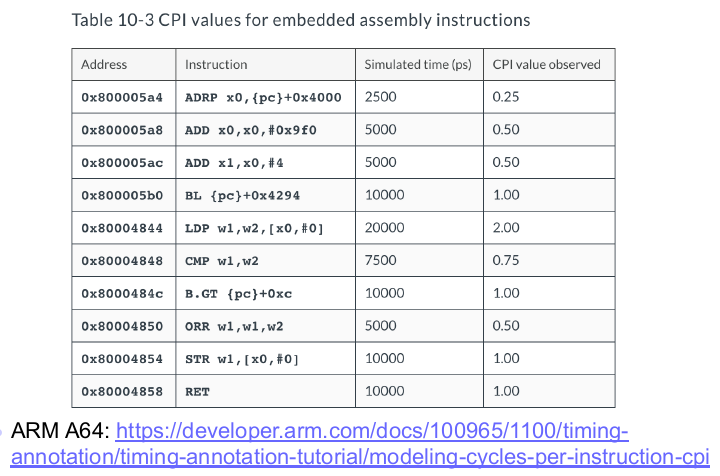 Table 10-3 CPI values for embedded assembly instructions
Address Instruction Simulated time (ps) CPI value observed
0x800005a4 ADRP x0,{pc}+0x4000 2500 0.25
0x800005a8 ADD x0,x0,#0x9f0 5000 0.50
0x800005ac ADD x1,x0,#4 5000 0.50
0x800005b0 BL {pc}+0x4294 10000 1.00
0x80004844 LDP w1,w2,[x0,#0] 20000 2.00
0x80004848 CMP w1,w2 7500 0.75
0x8000484c B.GT {pc}+0xc 10000 1.00
0x80004850 ORR w1,w1,w2 5000 0.50
0x80004854 STR w1,[x0,#0] 10000 1.00
0x80004858 RET 10000 1.00
ARM A64: https://developer.arm.com/docs/100965/1100/timing-
annotation/timing-annotation-tutorial/modeling-cycles-per-instruction-cpi